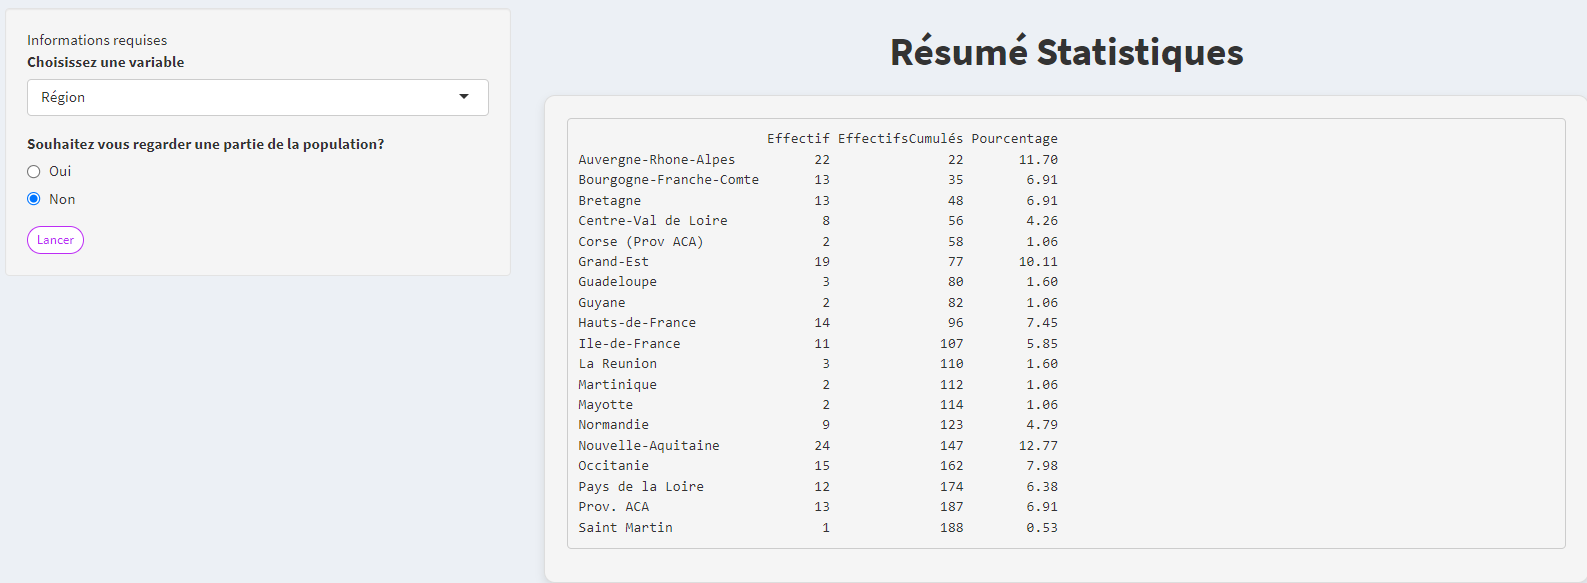 Informations requises
Choisissez une variable
Région
Souhaitez vous regarder une partie de la population?
Oui
Non
Lancer
Résumé Statistiques
Effectif EffectifsCumulés Pourcentage
Auvergne-Rhone-Alpes 22 22 11.70
Bourgogne-Franche-Comte 13 35 6.91
Bretagne 13 48 6.91
Centre-Val de Loire 8 56 4.26
Corse (Prov ACA) 2 58 1.06
Grand-Est 19 77 10.11
Guadeloupe 3 80 1.60
Guyane 2 82 1.06
Hauts-de-France 14 96 7.45
Ile-de-France 11 107 5.85
La Reunion 3 110 1.60
Martinique 2 112 1.06
Mayotte 2 114 1.06
Normandie 9 123 4.79
Nouvelle-Aquitaine 24 147 12.77
Occitanie 15 162 7.98
Pays de la Loire 12 174 6.38
Prov. ACA 13 187 6.91
Saint Martin 1 188 0.53